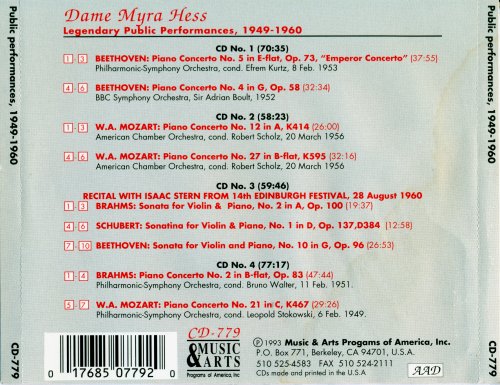 Public performances, 1949-1960
CD-779
Dame Myra Hess
Legendary Public Performances, 1949-1960
CD No. 1 (70:35)
1 - 3 BEETHOVEN: Piano Concerto No. 5 in E-flat, Op. 73, "Emperor Concerto" (37:55)
Philharmonic-Symphony Orchestra, cond. Efrem Kurtz, 8 Feb. 1953
4 - 6 BEETHOVEN: Piano Concerto No. 4 in G, Op. 58 (32:34)
BBC Symphony Orchestra, Sir Adrian Boult, 1952
CD No. 2 (58:23)
1 - 3 W.A. MOZART: Piano Concerto No. 12 in A, K414 (26:00)
American Chamber Orchestra, cond. Robert Scholz, 20 March 1956
4 - 6 W.A. MOZART: Piano Concerto No. 27 in B-flat, K595 (32:16)
American Chamber Orchestra, cond. Robert Scholz, 20 March 1956
CD No. 3 (59:46)
RECITAL WITH ISAAC STERN FROM 14th EDINBURGH FESTIVAL, 28 August 1960
1 - 3 BRAHMS: Sonata for Violin & Piano, No. 2 in A, Op. 100 (19:37)
4 - 6 SCHUBERT: Sonatina for Violin & Piano, No. 1 in D, Op. 137,D384 (12:58)
7 - 10 BEETHOVEN: Sonata for Violin and Piano, No. 10 in G, Op. 96 (26:53)
CD No. 4 (77:17)
1 - 4 BRAHMS: Piano Concerto No. 2 in B-flat, Op. 83 (47:44)
Philharmonic-Symphony Orchestra, cond. Bruno Walter, 11 Feb. 1951.
5 - 7 W.A. MOZART: Piano Concerto No. 21 in C, K467 (29:26)
Philharmonic-Symphony Orchestra, cond. Leopold Stokowski, 6 Feb. 1949.
0 17685 07792 0
CD-779
MUSIC
& ARTS
Programs of America, Inc
℗ 1993 Music & Arts Progams of America, Inc.
P.O. Box 771, Berkeley, CA 94701, U.S.A.
510 525-4583 FAX 510 524-2111
CDs made and printed in the U.S.A.
AAD
Public performances, 1949-1960
CD-779